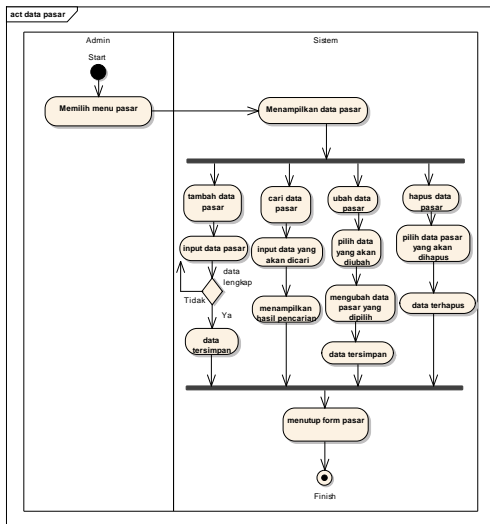 act data pasar
Admin
Sistem
Start
Memilih menu pasar
Menampilkan data pasar
tambah data
pasar
cari data
pasar
ubah data
pasar
hapus data
pasar
input data pasar
input data yang
akan dicari
pilih data
yang akan
diubah
pilih data pasar
yang akan
dihapus
data
lengkap
Tidak
Ya
menampilkan
hasil pencarian
mengubah data
pasar yang
dipilih
data terhapus
data
tersimpan
data tersimpan
menutup form pasar
Finish